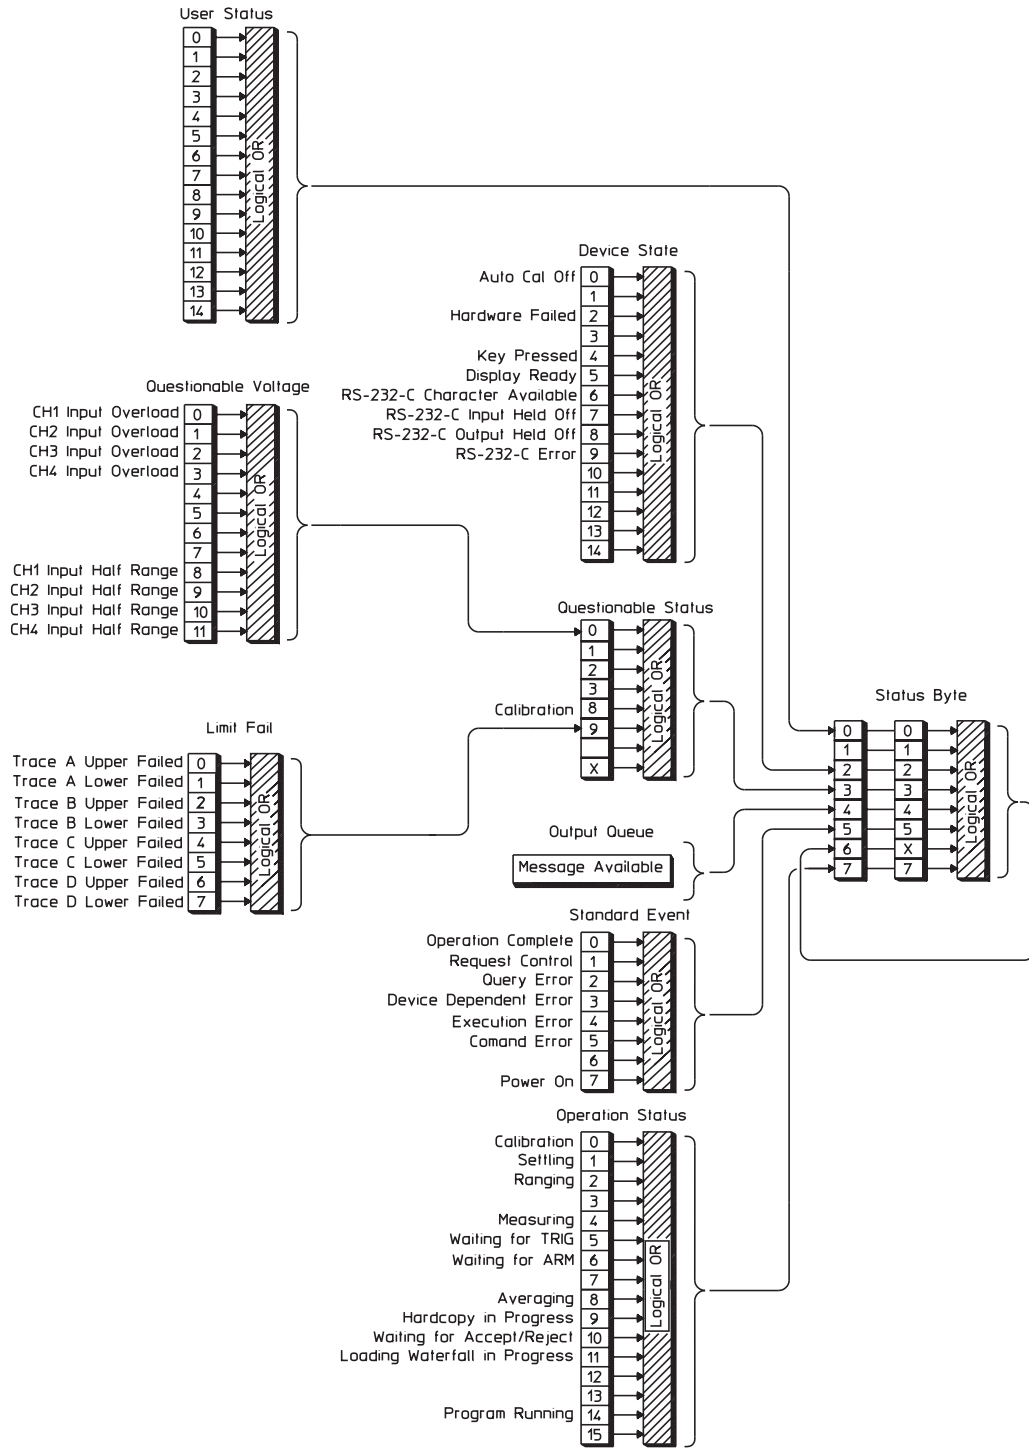 User Status
0
1
2
3
4
5
6
7
8
9
10
11
12
13
14
Logical OR
Questionable Voltage
CH1 Input Overload 0
CH2 Input Overload 1
CH3 Input Overload 2
CH4 Input Overload 3
4
5
6
7
CH1 Input Half Range 8
CH2 Input Half Range 9
CH3 Input Half Range 10
CH4 Input Half Range 11
Logical OR
Limit Fail
Trace A Upper Failed 0
Trace A Lower Failed 1
Trace B Upper Failed 2
Trace B Lower Failed 3
Trace C Upper Failed 4
Trace C Lower Failed 5
Trace D Upper Failed 6
Trace D Lower Failed 7
Logical OR
Device State
Auto Cal Off 0
1
Hardware Failed 2
3
Key Pressed 4
Display Ready 5
RS-232-C Character Available 6
RS-232-C Input Held Off 7
RS-232-C Output Held Off 8
RS-232-C Error 9
10
11
12
13
14
Logical OR
Questionable Status
0
1
2
3
Calibration 8
9
X
Logical OR
Output Queue
Message Available
Standard Event
Operation Complete 0
Request Control 1
Query Error 2
Device Dependent Error 3
Execution Error 4
Comand Error 5
6
Power On 7
Logical OR
Operation Status
Calibration 0
Settling 1
Ranging 2
3
Measuring 4
Waiting for TRIG 5
Waiting for ARM 6
7
Averaging 8
Hardcopy in Progress 9
Waiting for Accept/Reject 10
Loading Waterfall in Progress 11
12
13
Program Running 14
15
Logical OR
Status Byte
0 0
1 1
2 2
3 3
4 4
5 5
6 X
7 7
Logical OR